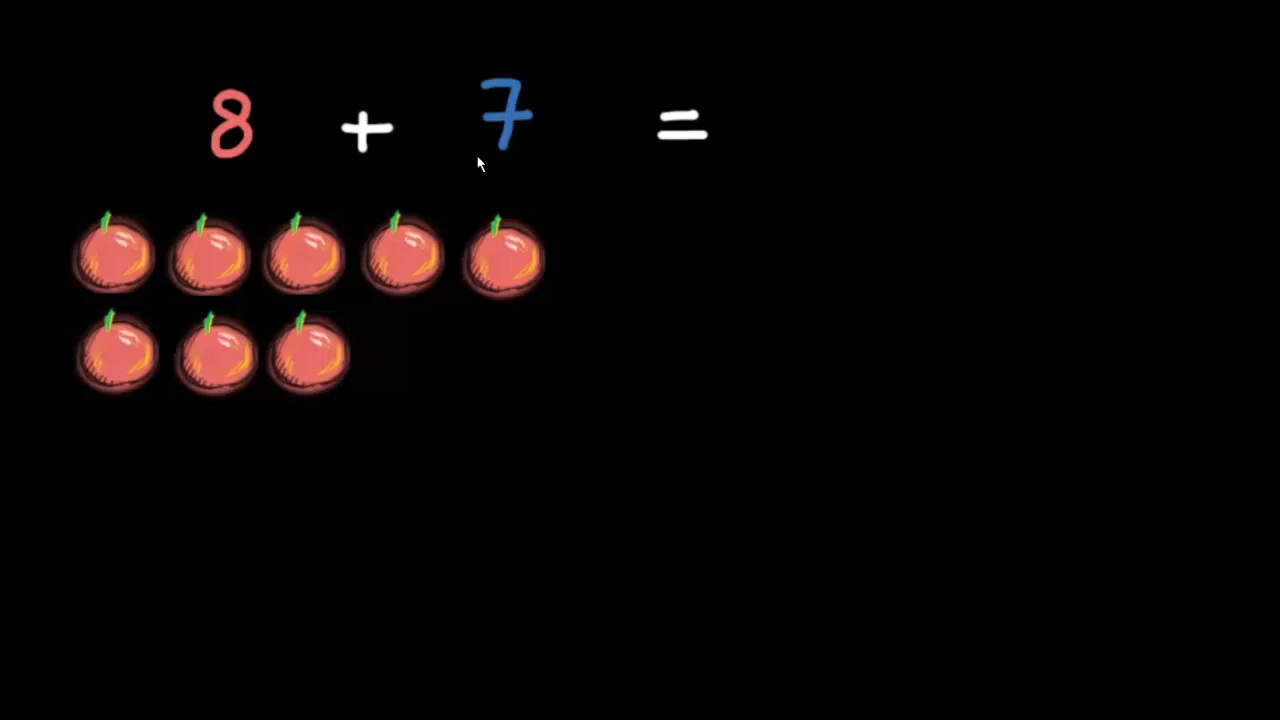 8 + 7 =